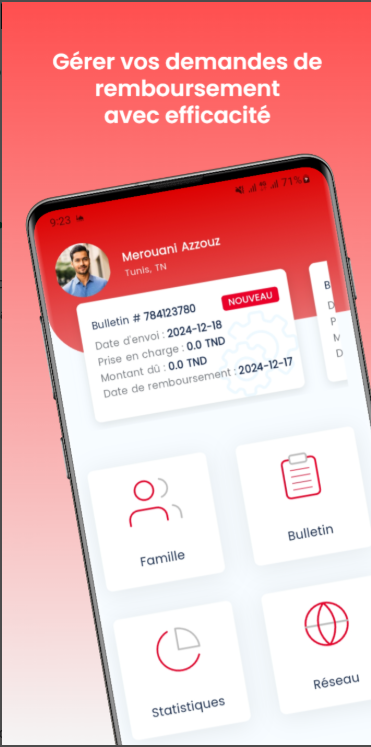 Gérer vos demandes de
remboursement
avec efficacité
9:23
71%
Merouani Azzouz
Tunis, TN
Bulletin # 784123780
NOUVEAU
Date d'envoi : 2024-12-18
Prise en charge : 0.0 TND
Montant dû : 0.0 TND
Date de remboursement : 2024-12-17
B
D
P
M
D
Famille
Bulletin
Statistiques
Réseau